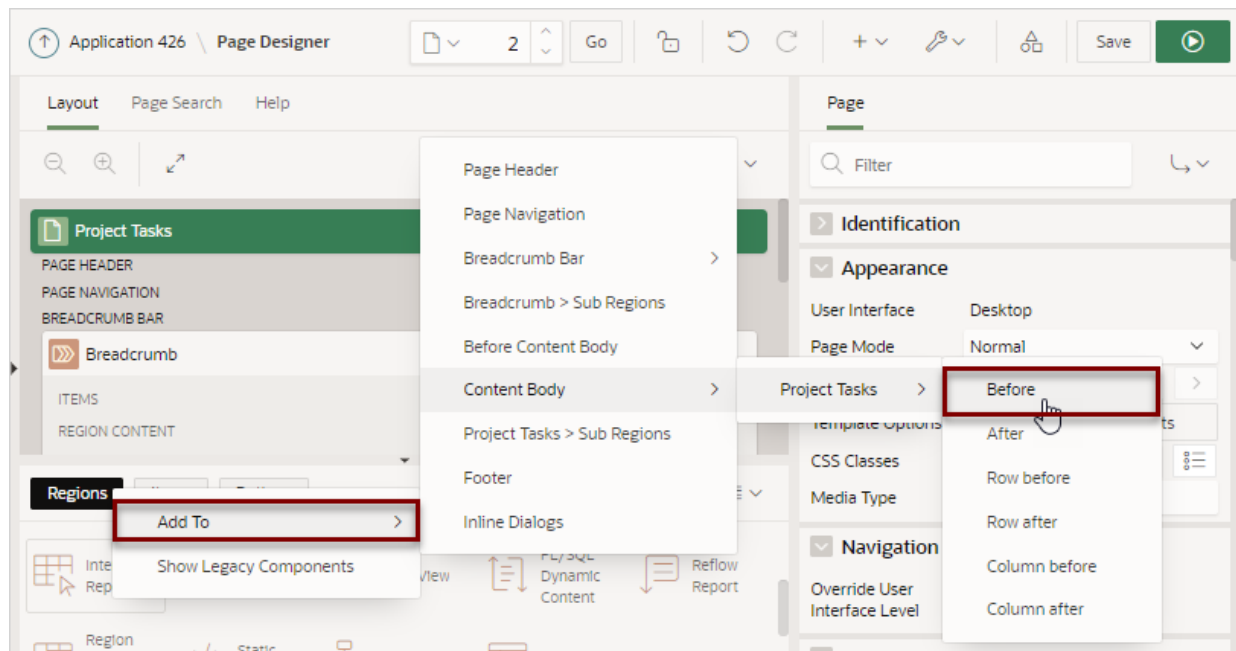 Application 426 \ Page Designer
2
Go
Save
Layout
Page Search
Help
Page
Filter
Project Tasks
PAGE HEADER
PAGE NAVIGATION
BREADCRUMB BAR
Breadcrumb
ITEMS
REGION CONTENT
Page Header
Page Navigation
Breadcrumb Bar
Breadcrumb > Sub Regions
Before Content Body
Content Body
Project Tasks > Sub Regions
Footer
Inline Dialogs
Project Tasks
Before
After
Row before
Row after
Column before
Column after
Identification
Appearance
User Interface
Desktop
Page Mode
Normal
Template Options
CSS Classes
Media Type
Navigation
Override User
Interface Level
Regions
Add To
Show Legacy Components
PL/SQL
Dynamic
Content
Reflow
Report
Region
Static